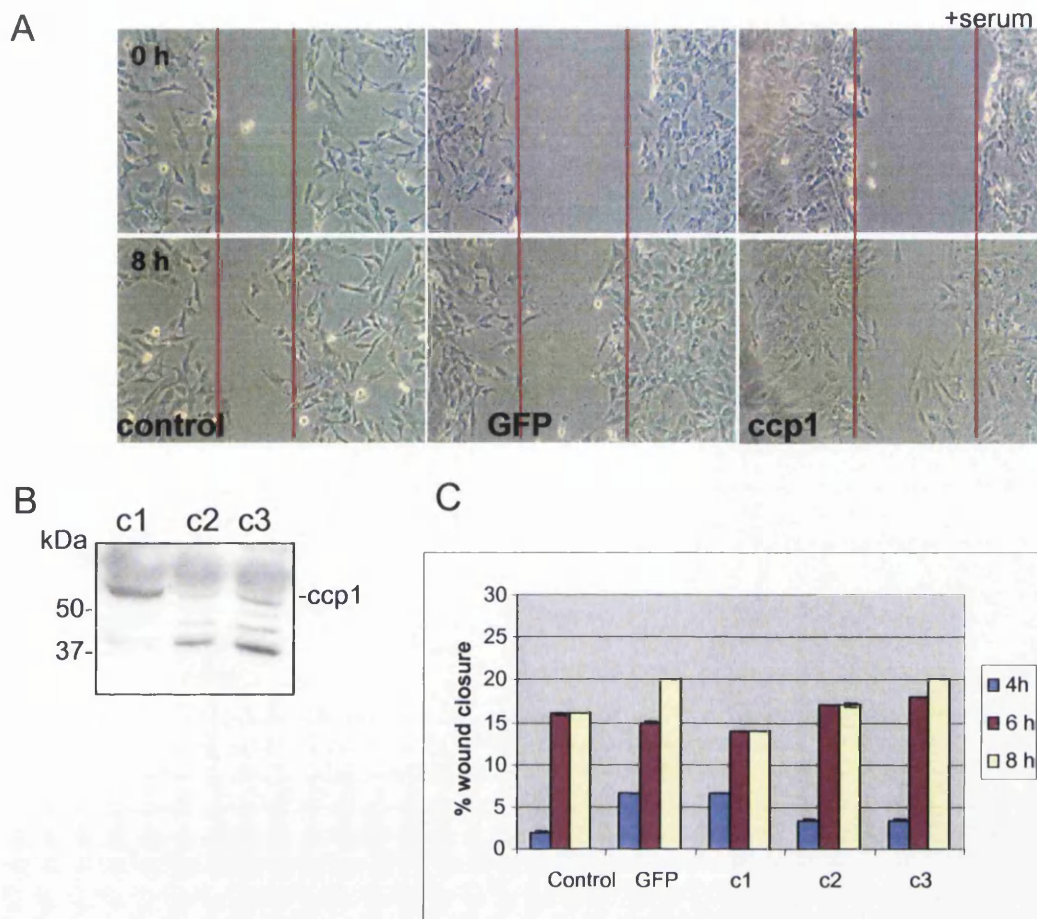 A
+serum
0 h
8 h
control
GFP
ccp1
B
c1 c2 c3
kDa
-ccp1
50-
37-
C
% wound closure
30
25
20
15
10
5
0
Control GFP c1 c2 c3
4h
6 h
8 h